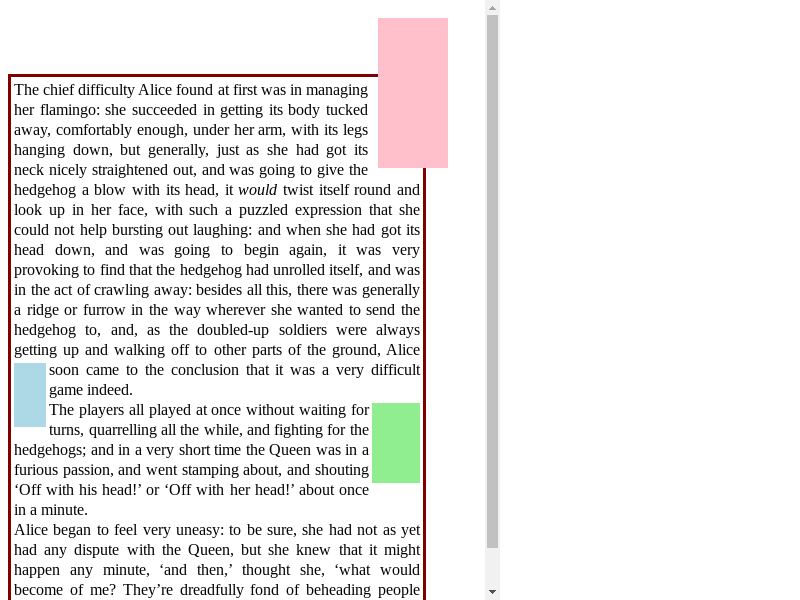 The chief difficulty Alice found at first was in managing
her flamingo: she succeeded in getting its body tucked
away, comfortably enough, under her arm, with its legs
hanging down, but generally, just as she had got its
neck nicely straightened out, and was going to give the
hedgehog a blow with its head, it would twist itself round and
look up in her face, with such a puzzled expression that she
could not help bursting out laughing: and when she had got its
head down, and was going to begin again, it was very
provoking to find that the hedgehog had unrolled itself, and was
in the act of crawling away: besides all this, there was generally
a ridge or furrow in the way wherever she wanted to send the
hedgehog to, and, as the doubled-up soldiers were always
getting up and walking off to other parts of the ground, Alice
soon came to the conclusion that it was a very difficult
game indeed.
The players all played at once without waiting for
turns, quarrelling all the while, and fighting for the
hedgehogs; and in a very short time the Queen was in a
furious passion, and went stamping about, and shouting
‘Off with his head!’ or ‘Off with her head!’ about once
in a minute.
Alice began to feel very uneasy: to be sure, she had not as yet
had any dispute with the Queen, but she knew that it might
happen any minute, ‘and then,’ thought she, ‘what would
become of me? They’re dreadfully fond of beheading people